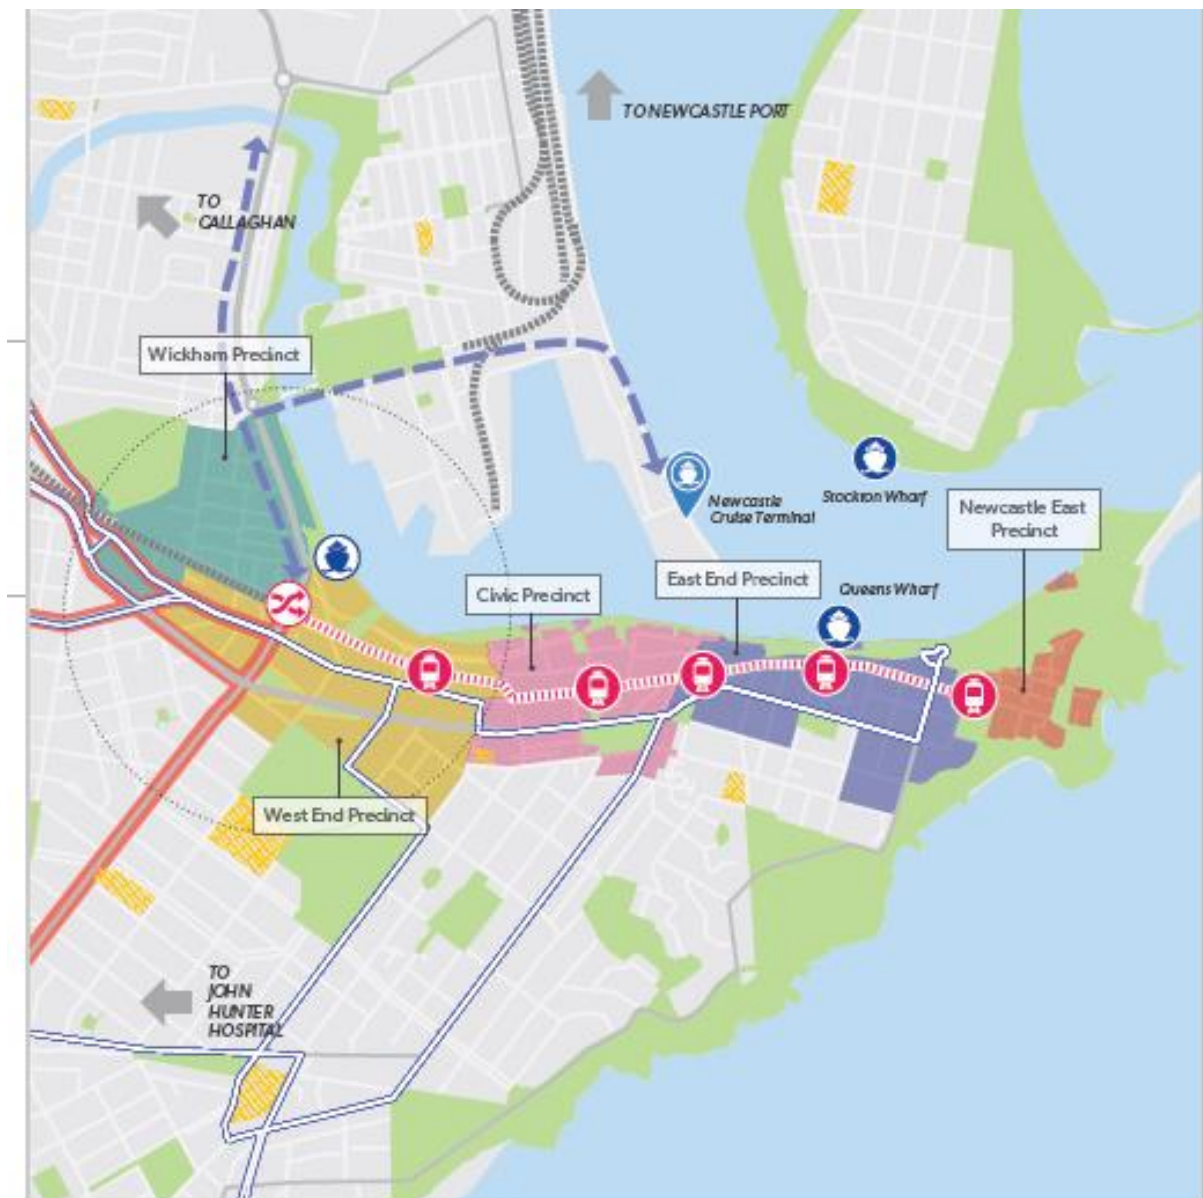 TO NEWCASTLE PORT
TO
CALLAGHAN
Wickham Precinct
Newcastle
Cruise Terminal
Stockron Wharf
Newcastle East
Precinct
Civic Precinct
East End Precinct
Queens Wharf
West End Precinct
TO
JOHN
HUNTER
HOSPITAL